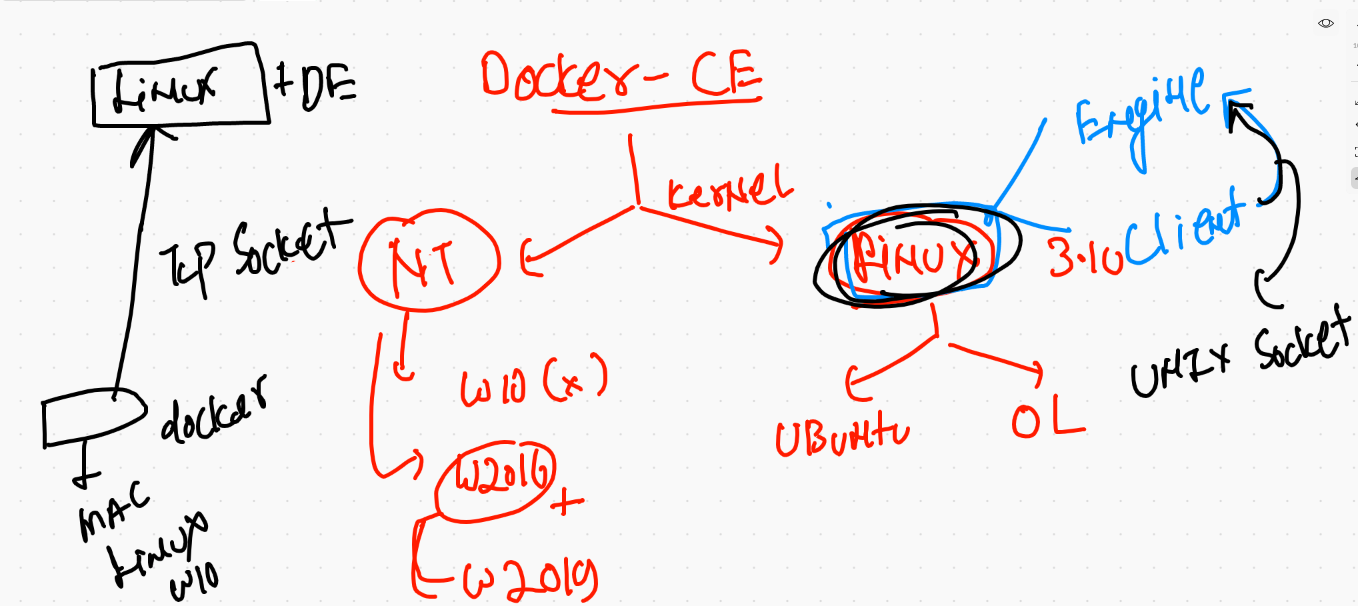 Docker - CE
Linux + DE
Engine
Kernel
Client
TCP Socket
NT
Linux
3.10
UNIX Socket
W10 (x)
docker
UBuntu
OL
W2016 +
MAC
Linux
W10
W2019